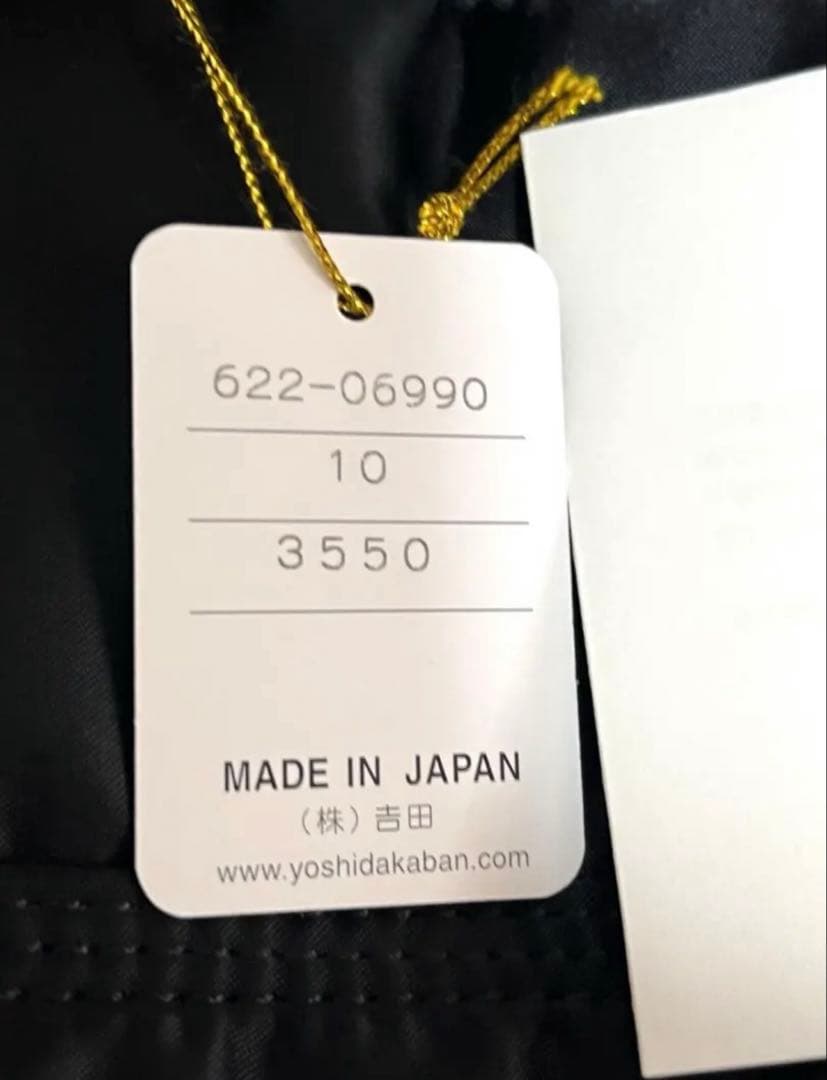 622-06990
10
3550
MADE IN JAPAN
(株)吉田
www.yoshidakaban.com